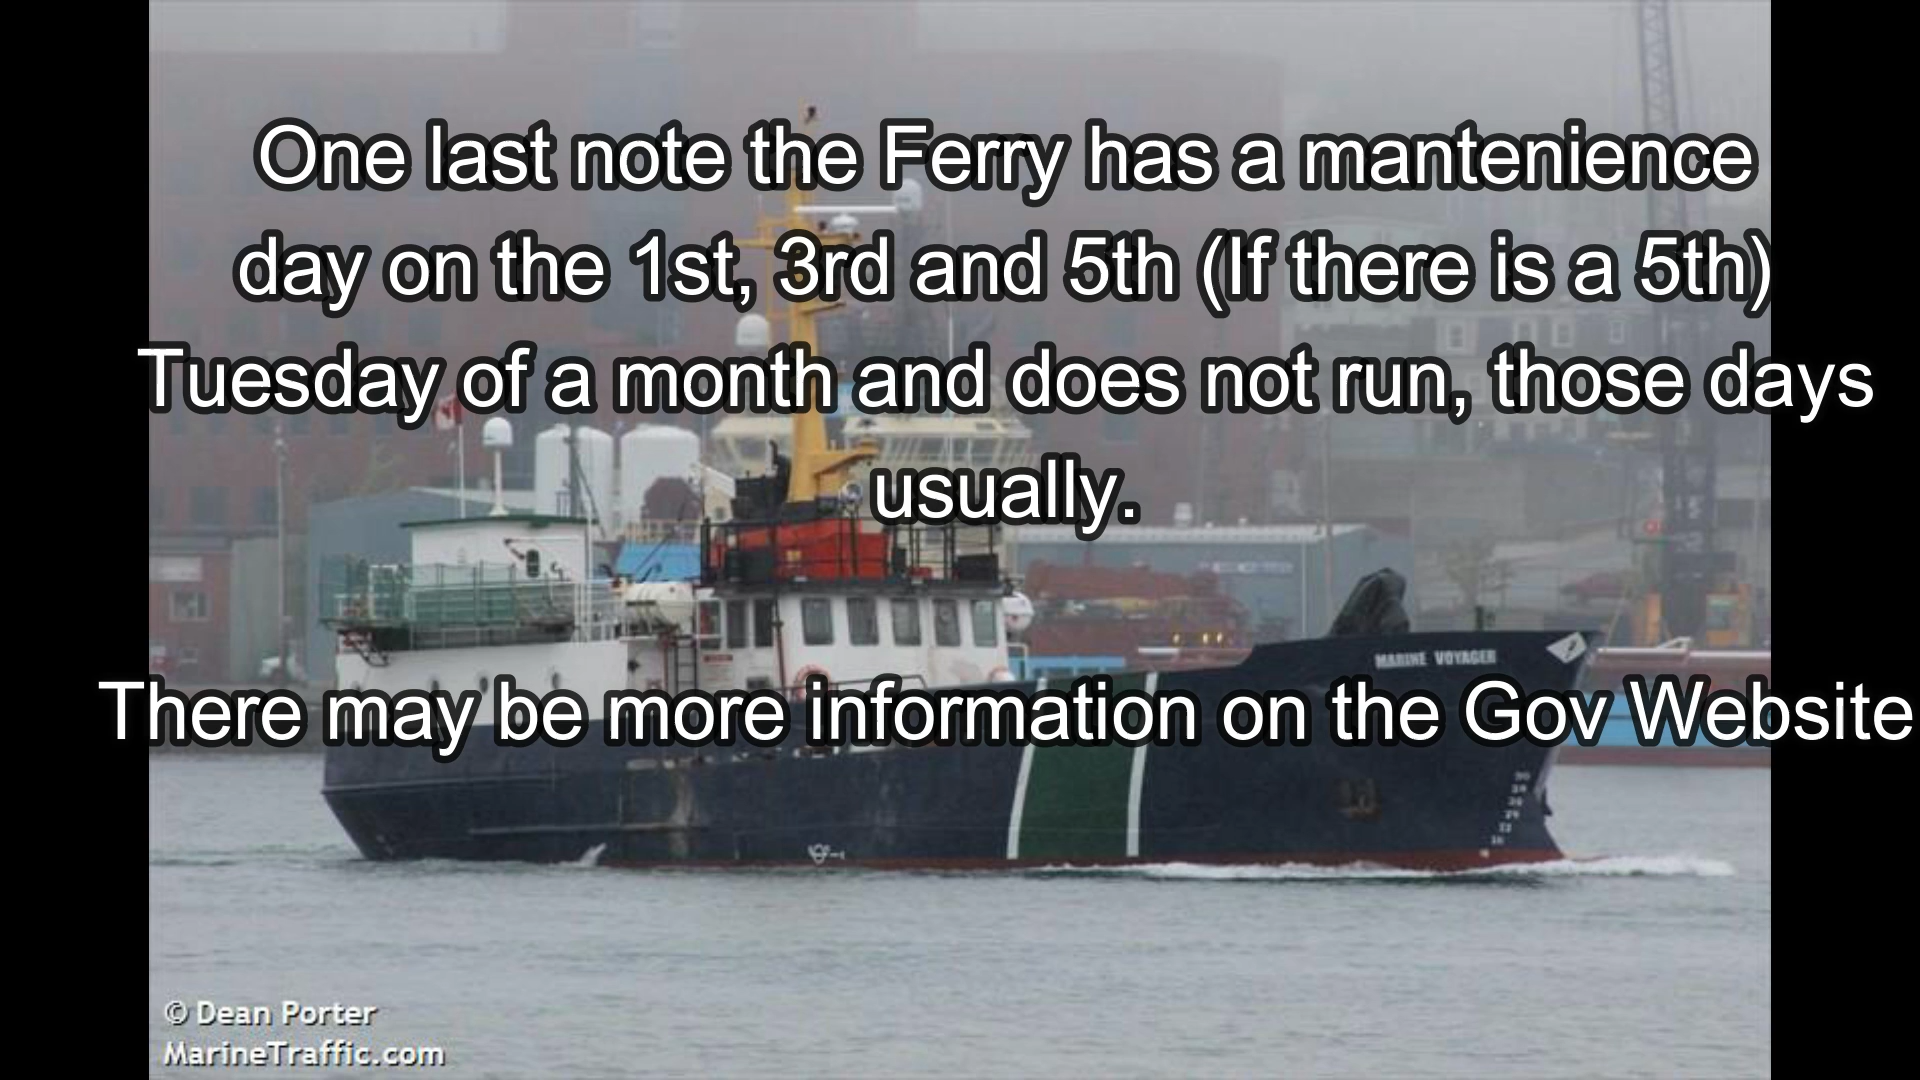 One last note the Ferry has a mantenience
day on the 1st, 3rd and 5th (If there is a 5th)
Tuesday of a month and does not run, those days
usually.
MARINE VOYAGER
There may be more information on the Gov Website
© Dean Porter
MarineTraffic.com